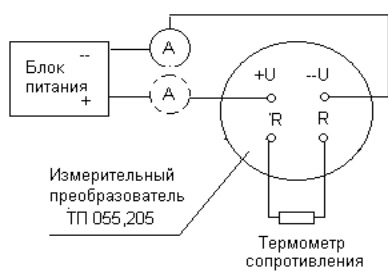 A
--
Блок
питания
+
A
+U --U
'R R
Измерительный
преобразователь
ТП 055,205
Термометр
сопротивления